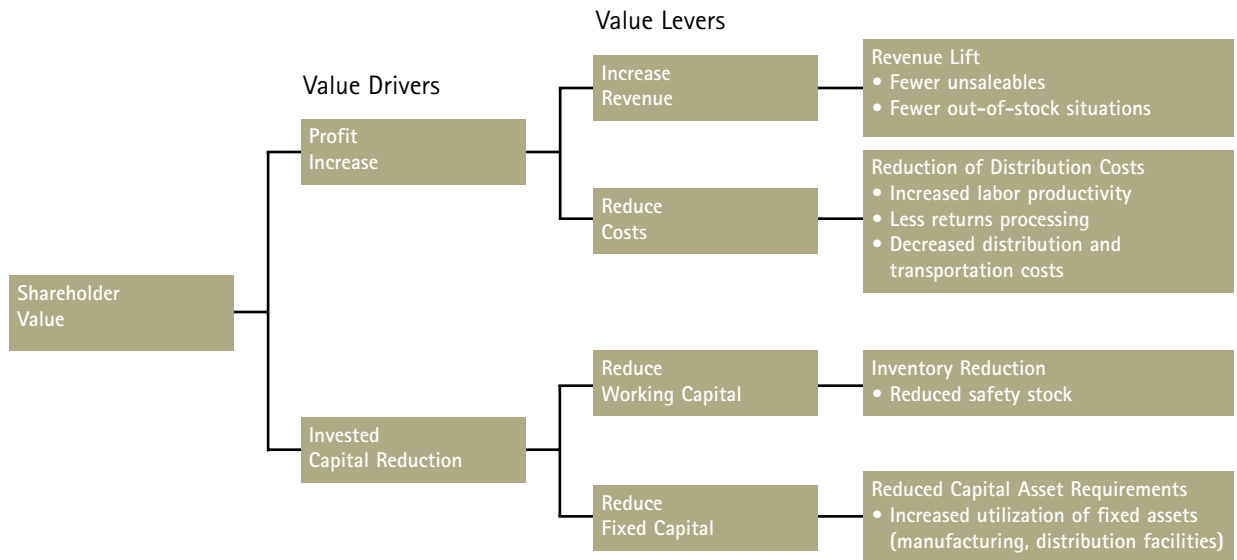 Value Levers
Value Drivers
Shareholder
Value
Profit
Increase
Increase
Revenue
Revenue Lift
• Fewer unsaleables
• Fewer out-of-stock situations
Reduce
Costs
Reduction of Distribution Costs
• Increased labor productivity
• Less returns processing
• Decreased distribution and
transportation costs
Invested
Capital Reduction
Reduce
Working Capital
Inventory Reduction
• Reduced safety stock
Reduce
Fixed Capital
Reduced Capital Asset Requirements
• Increased utilization of fixed assets
(manufacturing, distribution facilities)